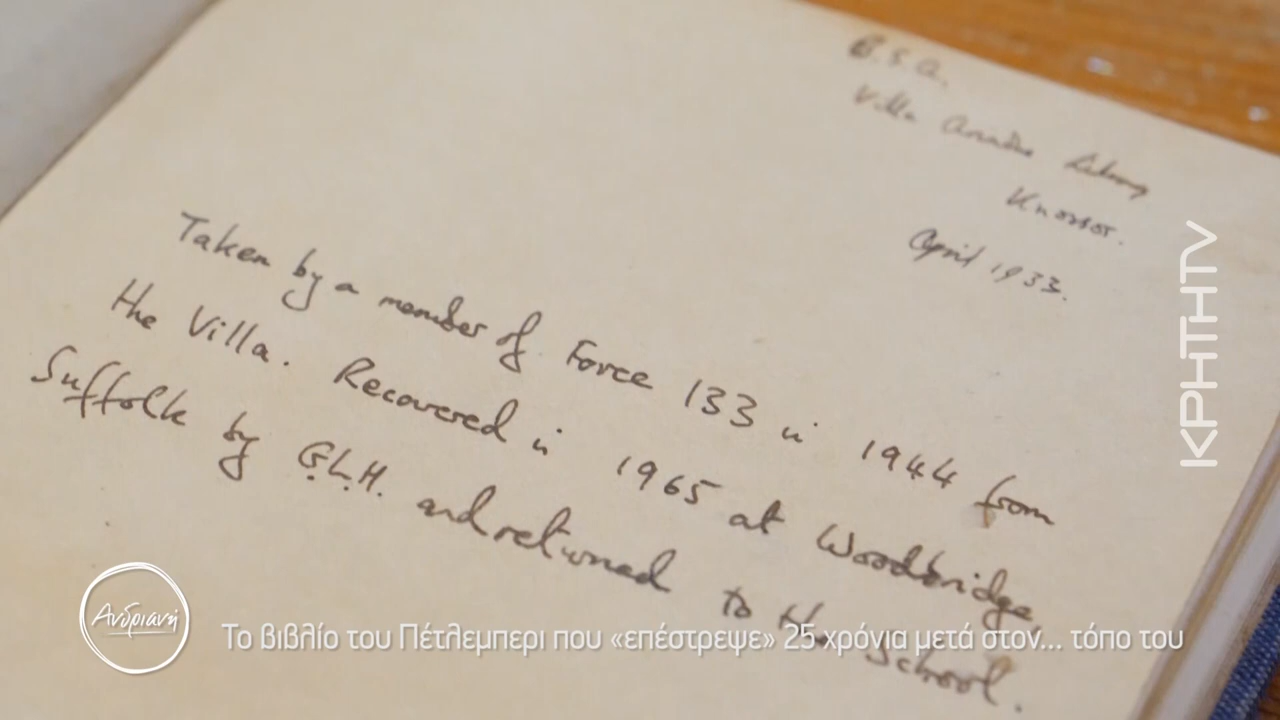 B.S.A.
Villa Ariadne Library
Knossos.
April 1933.
Taken by a member of Force 133 in 1944 from
the Villa. Recovered in 1965 at Woodbridge,
Suffolk by G.L.H. and returned to the School.
ΚΡΗΤΗTV
Ανδριανή
Το βιβλίο του Πέτλεμπερι που «επέστρεψε» 25 χρόνια μετά στον... τόπο του